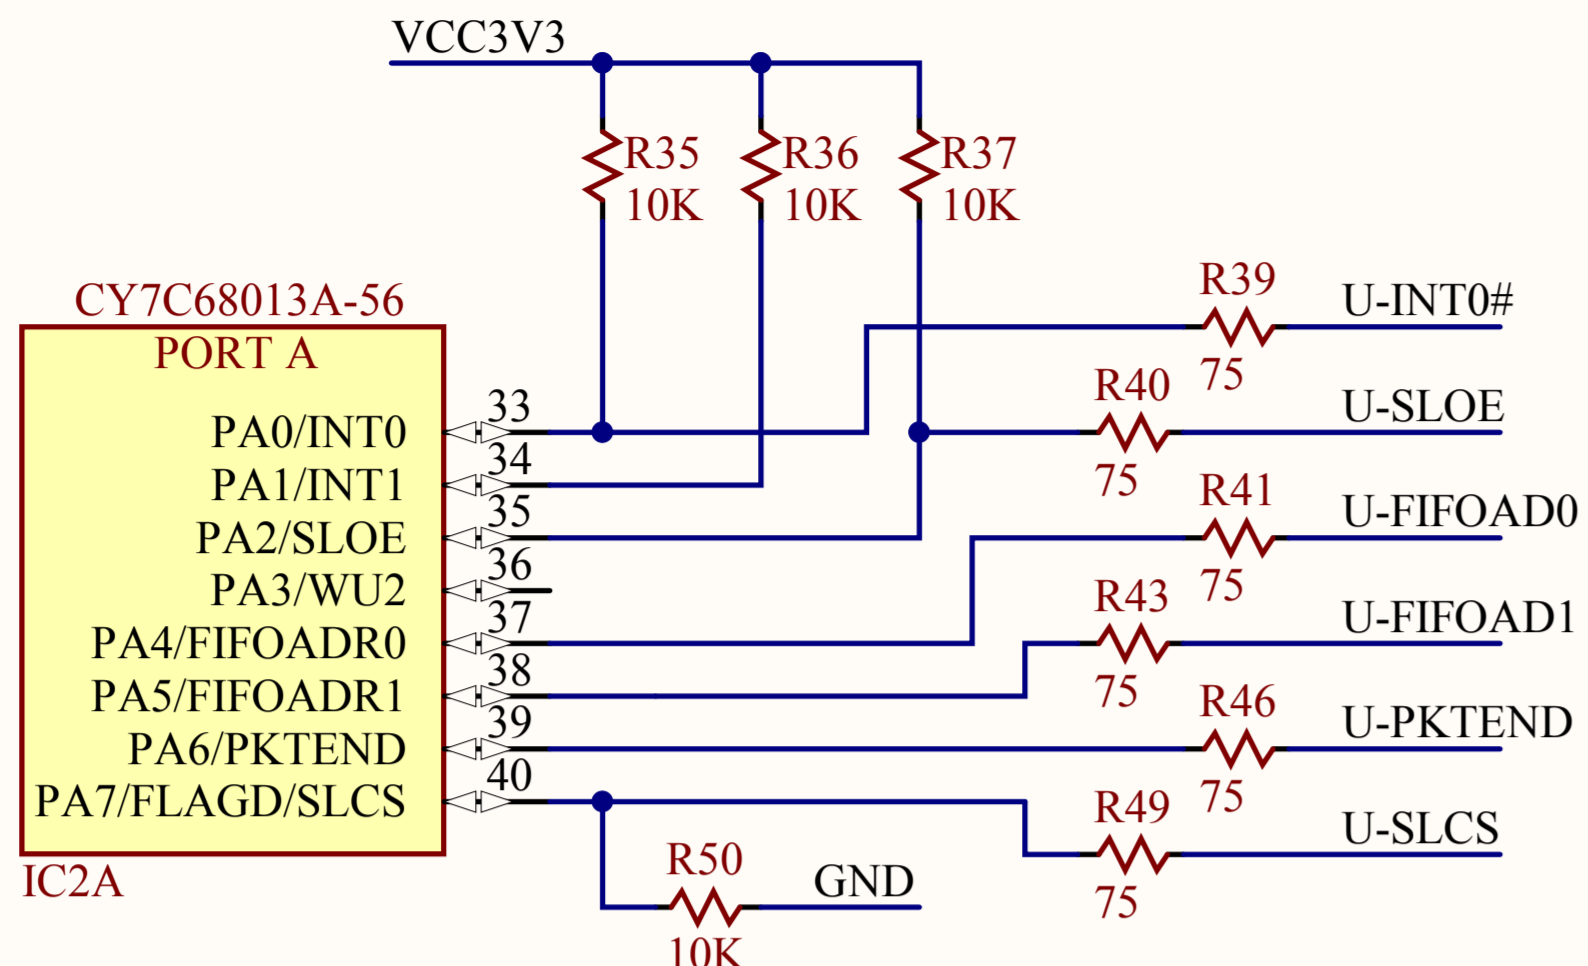 VCC3V3
R35
10K
R36
10K
R37
10K
CY7C68013A-56
PORT A
PA0/INT0
33
PA1/INT1
34
PA2/SLOE
35
PA3/WU2
36
PA4/FIFOADR0
37
PA5/FIFOADR1
38
PA6/PKTEND
39
PA7/FLAGD/SLCS
40
IC2A
R39
75
U-INT0#
R40
75
U-SLOE
R41
75
U-FIFOAD0
R43
75
U-FIFOAD1
R46
75
U-PKTEND
R49
75
U-SLCS
R50
10K
GND